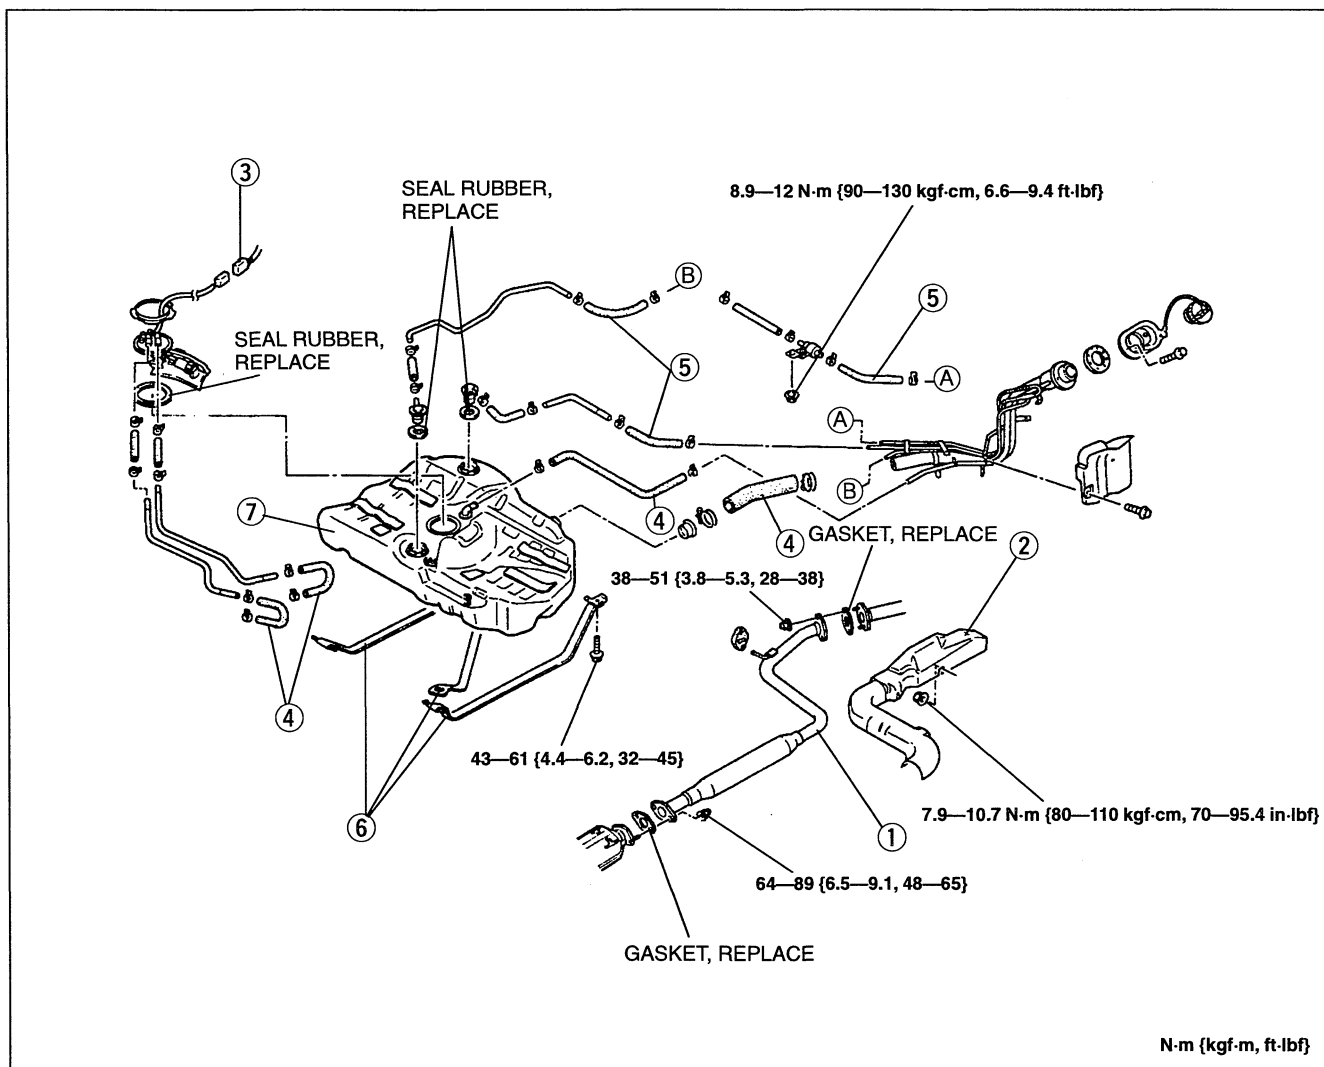 3
SEAL RUBBER,
REPLACE
8.9—12 N·m {90—130 kgf·cm, 6.6—9.4 ft·lbf}
B
5
SEAL RUBBER,
REPLACE
5
A
A
B
7
4
4
GASKET, REPLACE
2
38—51 {3.8—5.3, 28—38}
4
43—61 {4.4—6.2, 32—45}
6
1
7.9—10.7 N·m {80—110 kgf·cm, 70—95.4 in·lbf}
64—89 {6.5—9.1, 48—65}
GASKET, REPLACE
N·m {kgf·m, ft·lbf}